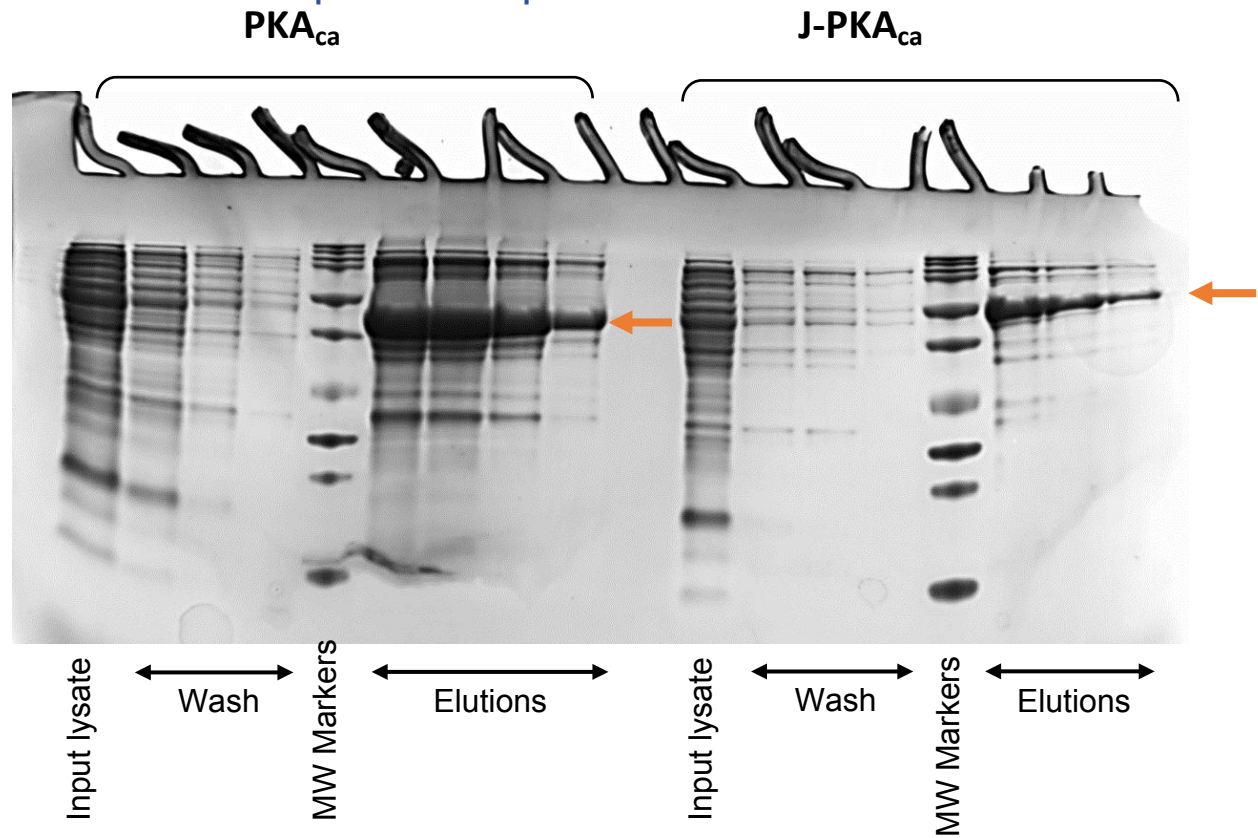 PKAca
J-PKAca
Input lysate
Wash
MW Markers
Elutions
Input lysate
Wash
MW Markers
Elutions